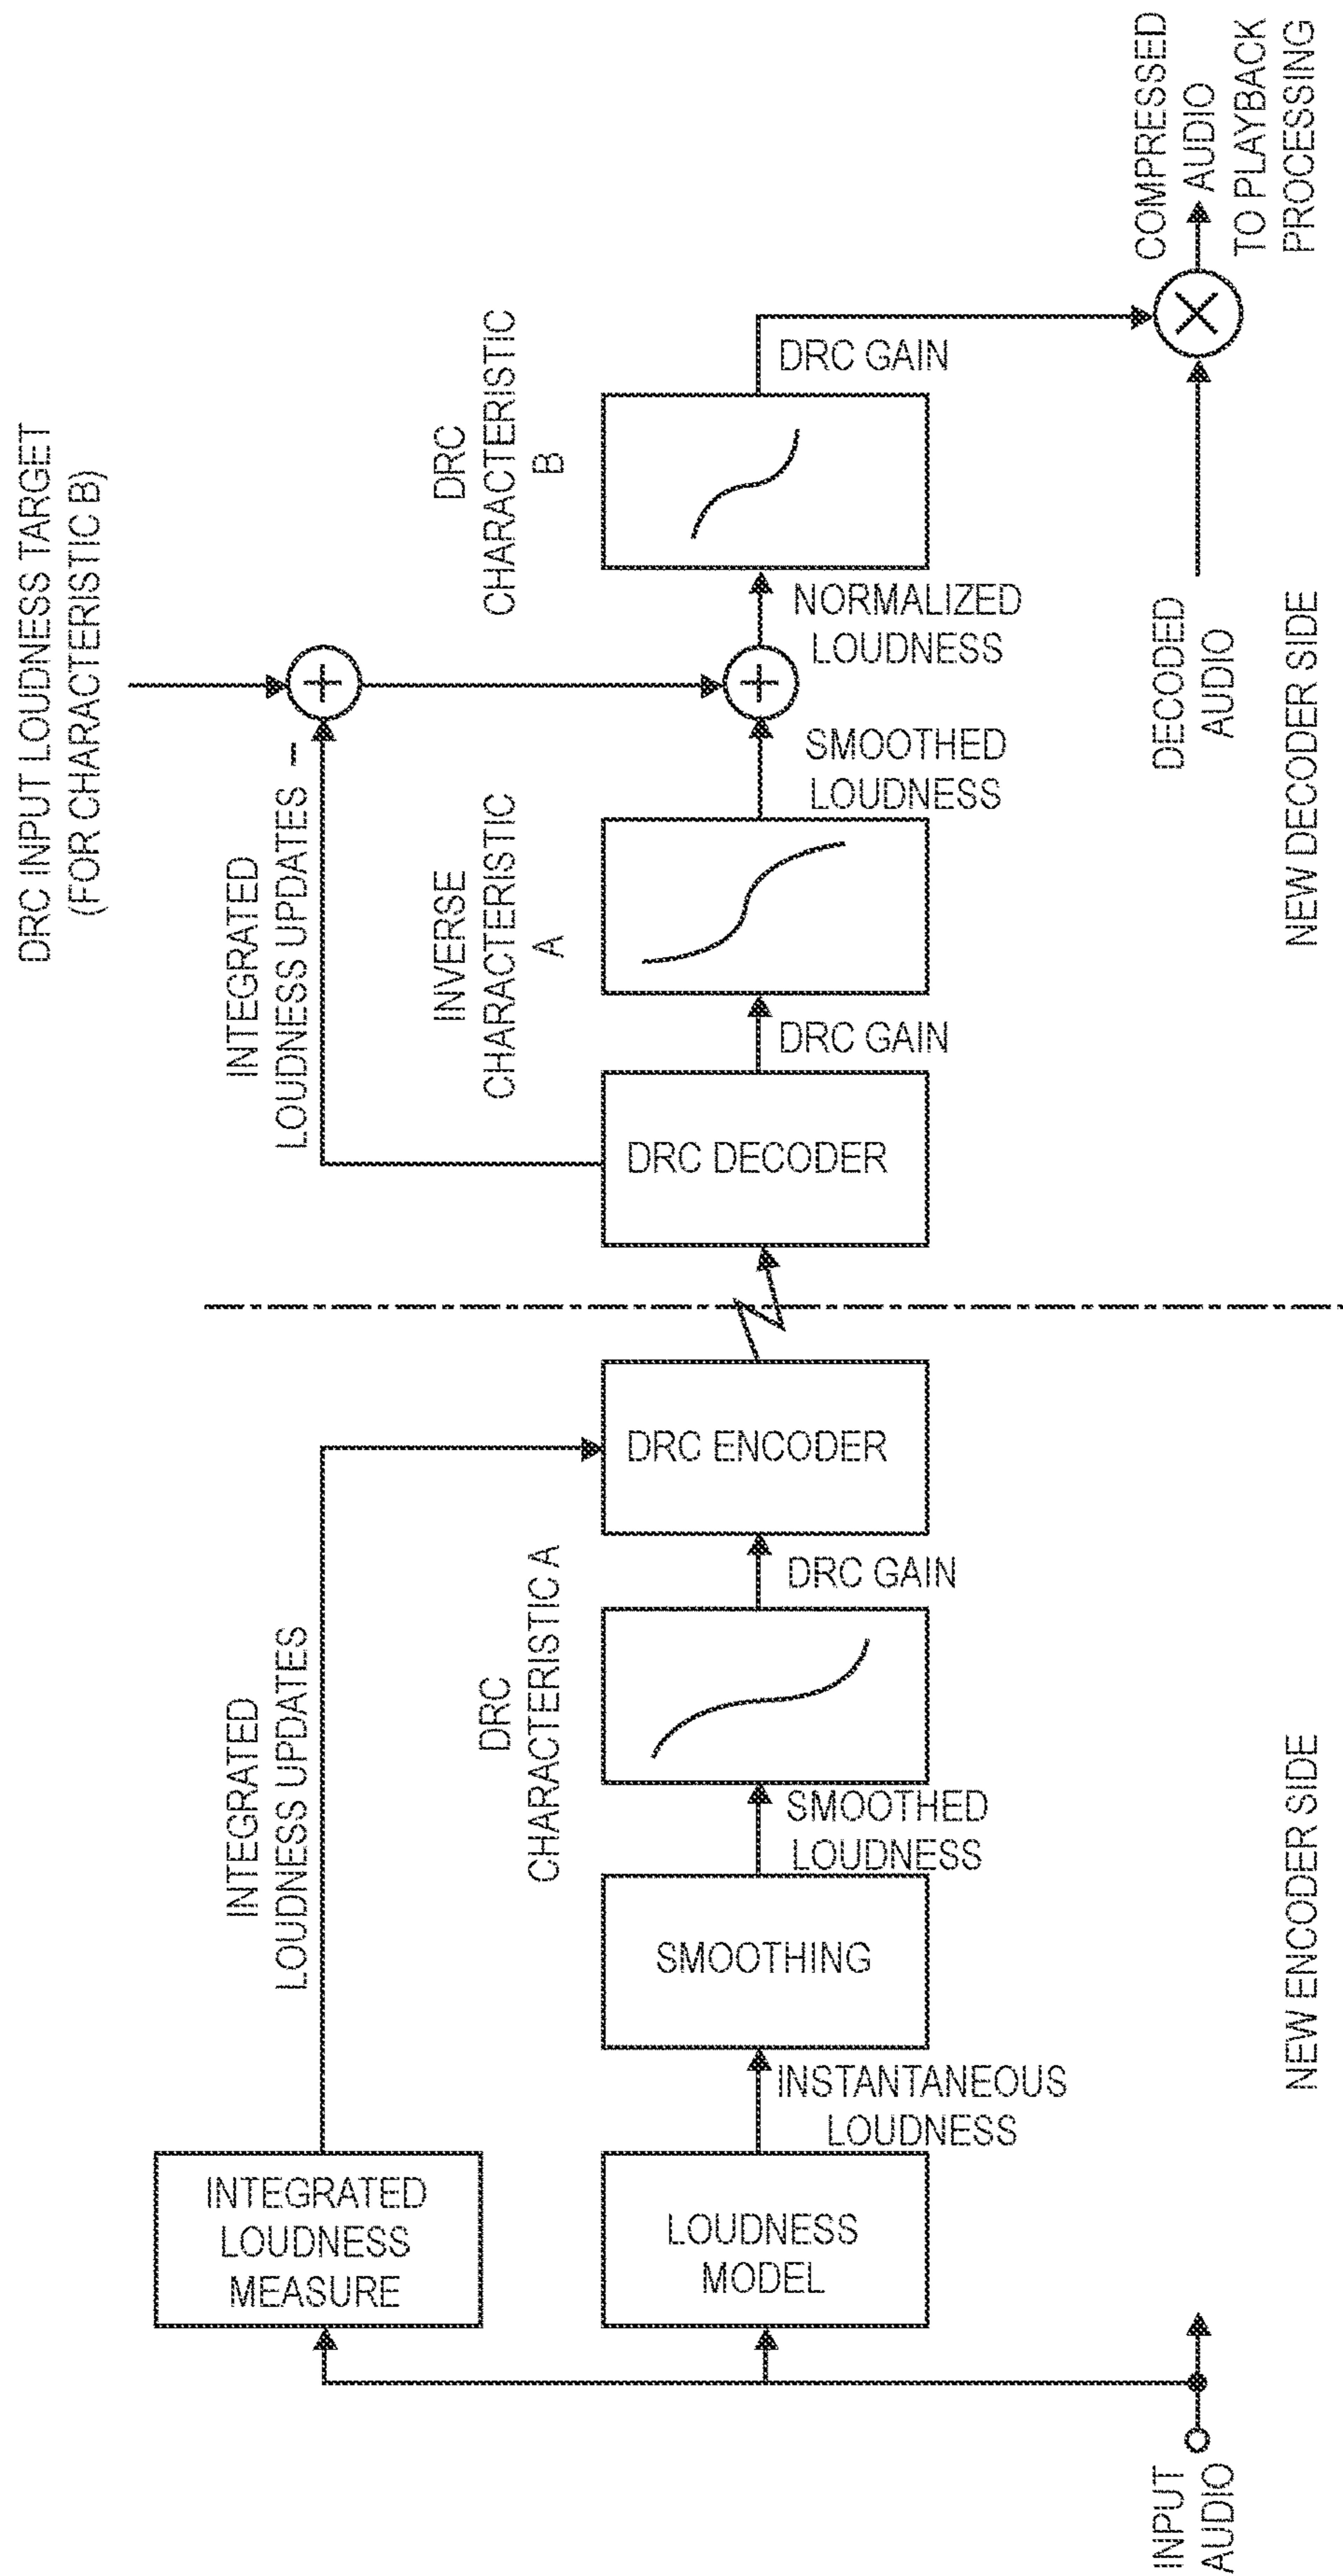 DRC INPUT LOUDNESS TARGET
(FOR CHARACTERISTIC B)
INTEGRATED
LOUDNESS UPDATES
INTEGRATED
LOUDNESS UPDATES −
INTEGRATED
LOUDNESS
MEASURE
DRC
CHARACTERISTIC A
INVERSE
CHARACTERISTIC
A
DRC
CHARACTERISTIC
B
LOUDNESS
MODEL
INSTANTANEOUS
LOUDNESS
SMOOTHING
SMOOTHED
LOUDNESS
DRC GAIN
DRC ENCODER
DRC DECODER
DRC GAIN
SMOOTHED
LOUDNESS
+
+
NORMALIZED
LOUDNESS
DRC GAIN
INPUT
AUDIO
DECODED
AUDIO
×
COMPRESSED
AUDIO
TO PLAYBACK
PROCESSING
NEW ENCODER SIDE
NEW DECODER SIDE